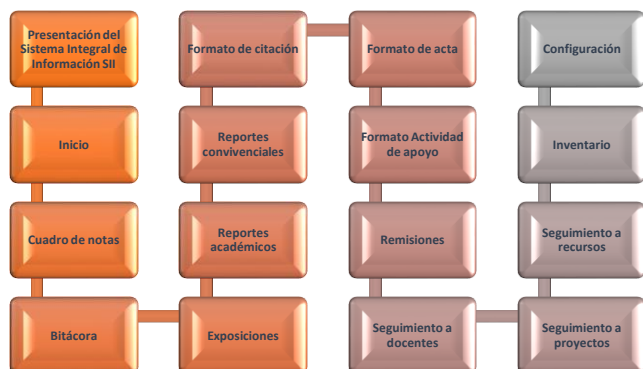 Presentación del
Sistema Integral de
Información SII
Inicio
Cuadro de notas
Bitácora
Exposiciones
Reportes
académicos
Reportes
convivenciales
Formato de citación
Formato de acta
Formato Actividad
de apoyo
Remisiones
Seguimiento a
docentes
Seguimiento a
proyectos
Seguimiento a
recursos
Inventario
Configuración